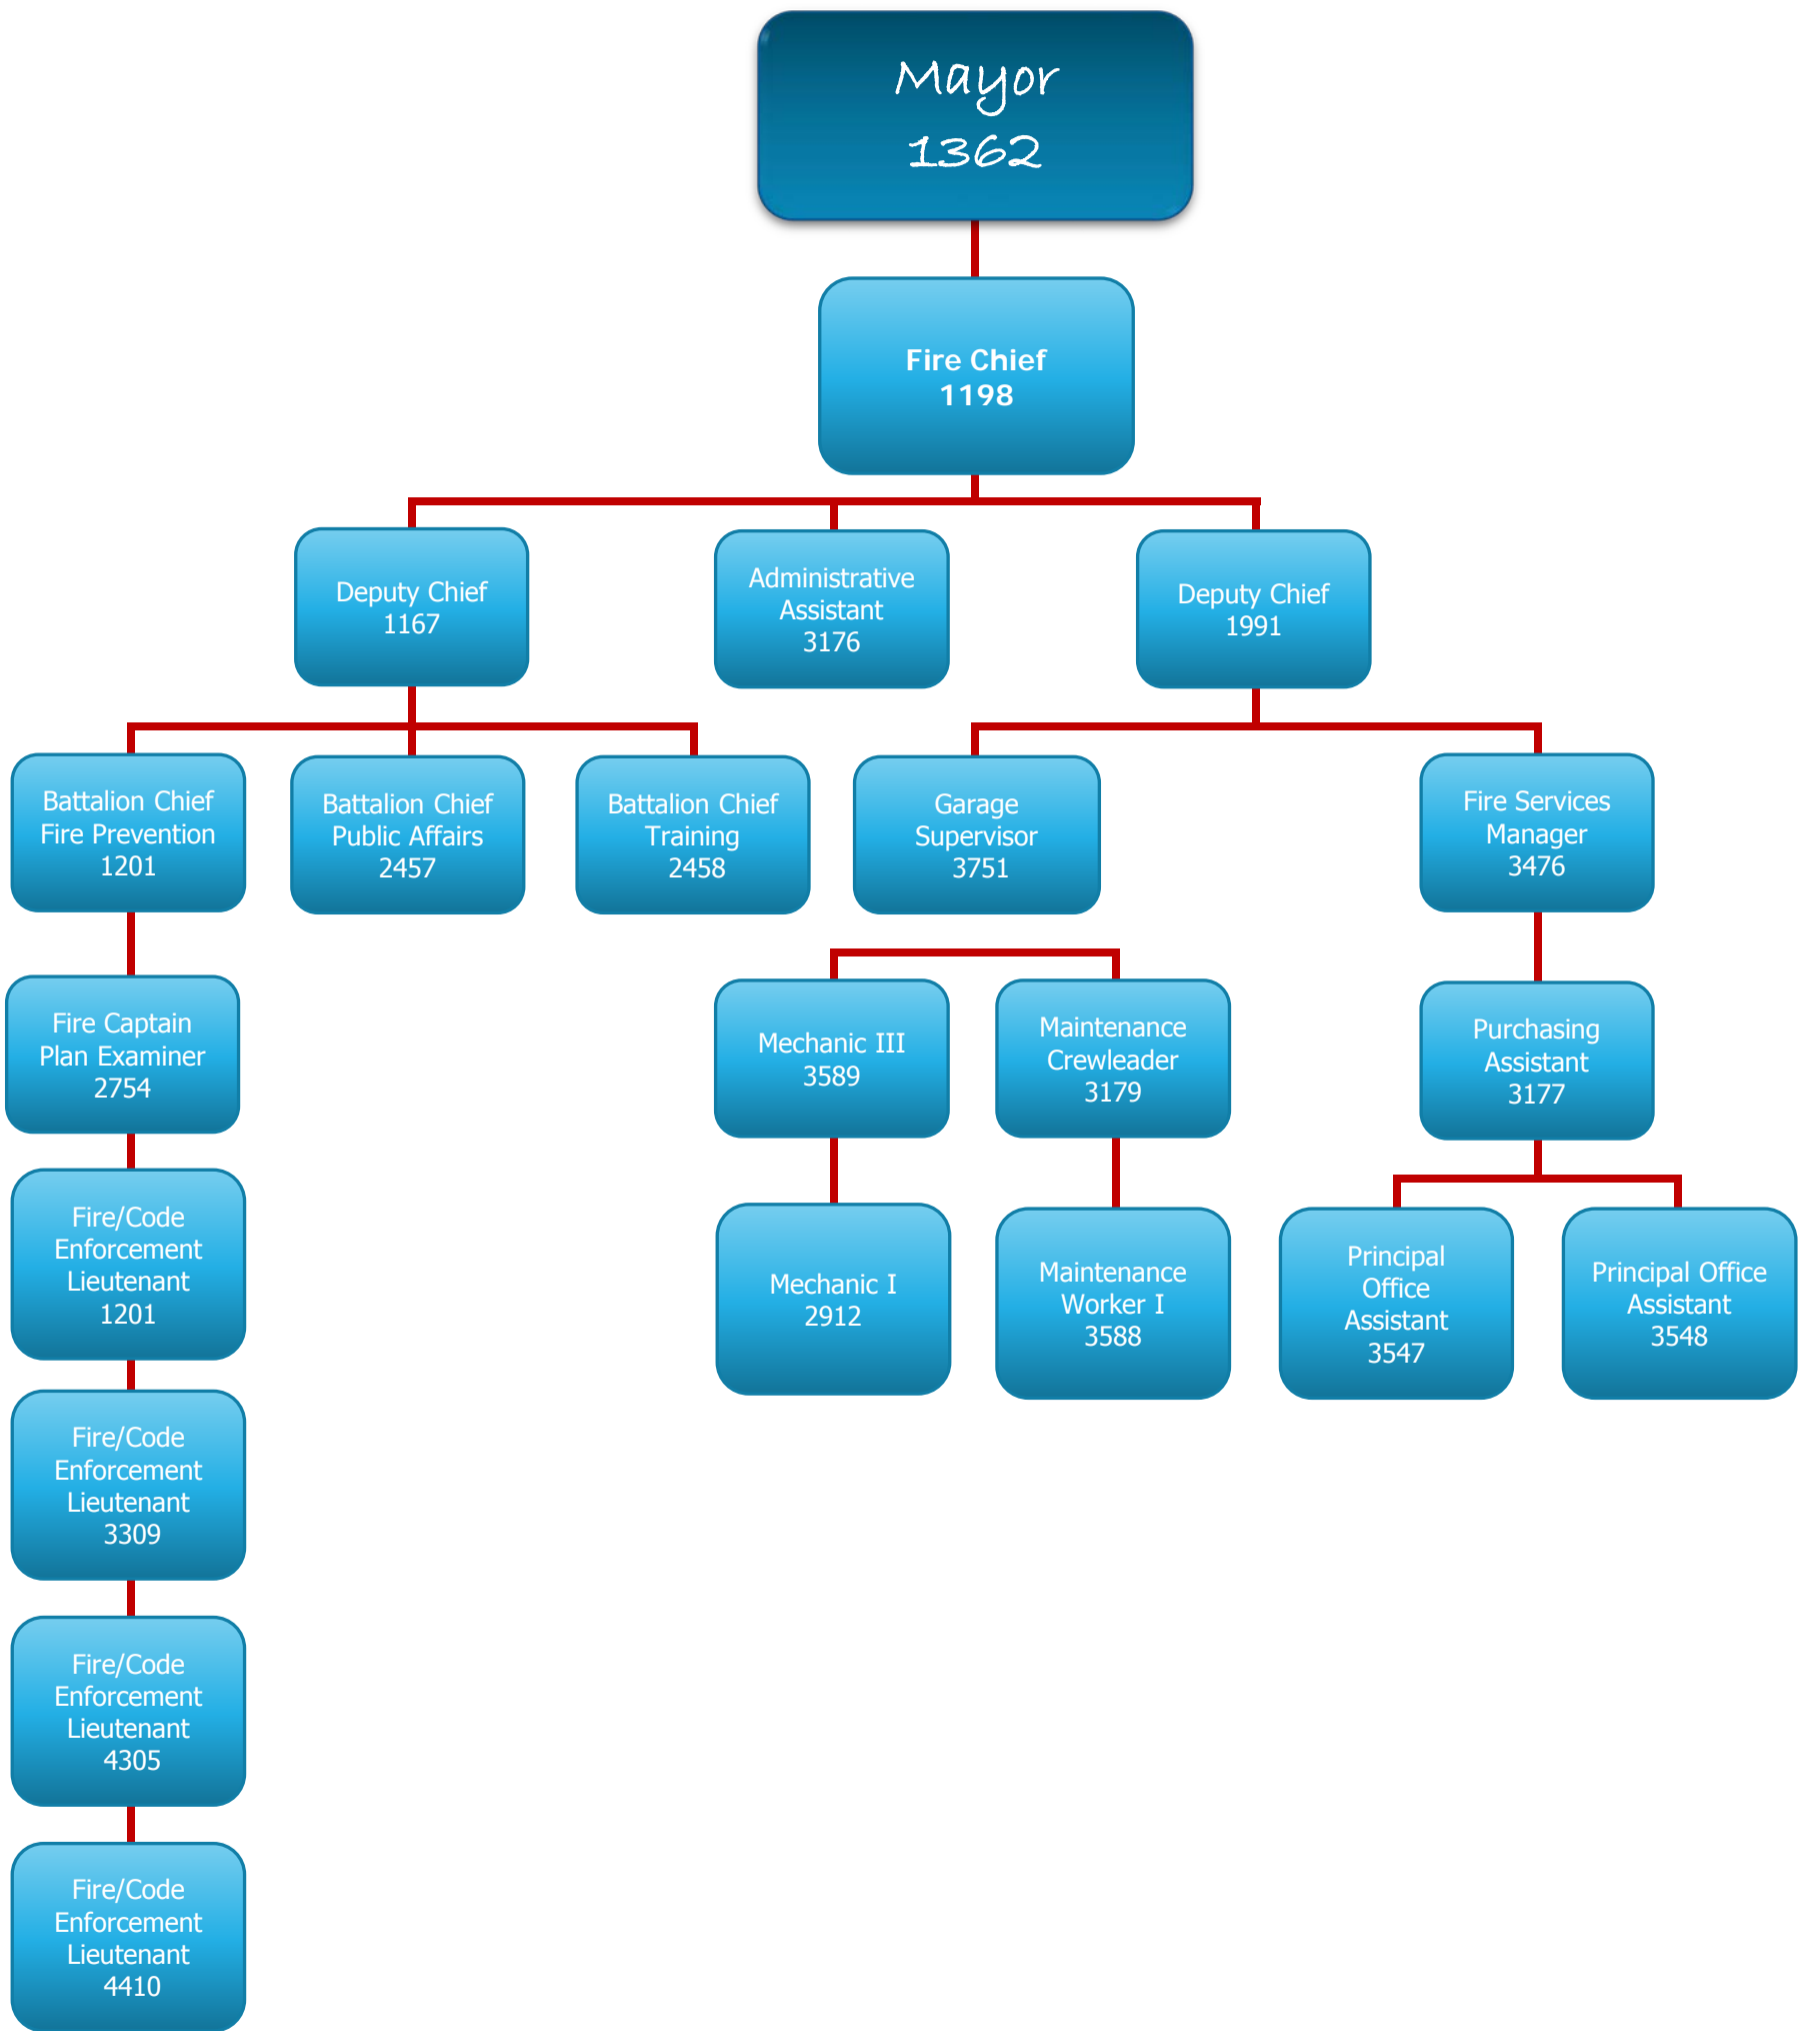 Mayor
1362
Fire Chief
1198
Deputy Chief
1167
Administrative
Assistant
3176
Deputy Chief
1991
Battalion Chief
Fire Prevention
1201
Battalion Chief
Public Affairs
2457
Battalion Chief
Training
2458
Garage
Supervisor
3751
Fire Services
Manager
3476
Fire Captain
Plan Examiner
2754
Mechanic III
3589
Maintenance
Crewleader
3179
Purchasing
Assistant
3177
Fire/Code
Enforcement
Lieutenant
1201
Mechanic I
2912
Maintenance
Worker I
3588
Principal
Office
Assistant
3547
Principal Office
Assistant
3548
Fire/Code
Enforcement
Lieutenant
3309
Fire/Code
Enforcement
Lieutenant
4305
Fire/Code
Enforcement
Lieutenant
4410